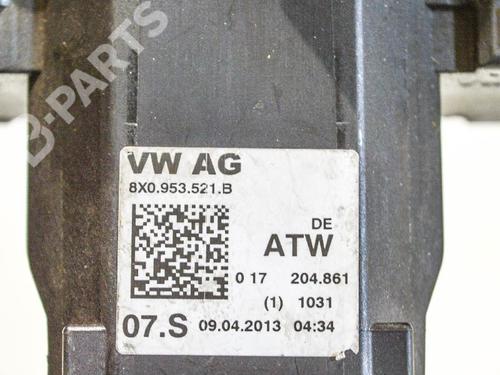 B-PARTS
VW AG
8X0.953.521.B
DE
ATW
0 17 204.861
(1) 1031
07.S 09.04.2013 04:34